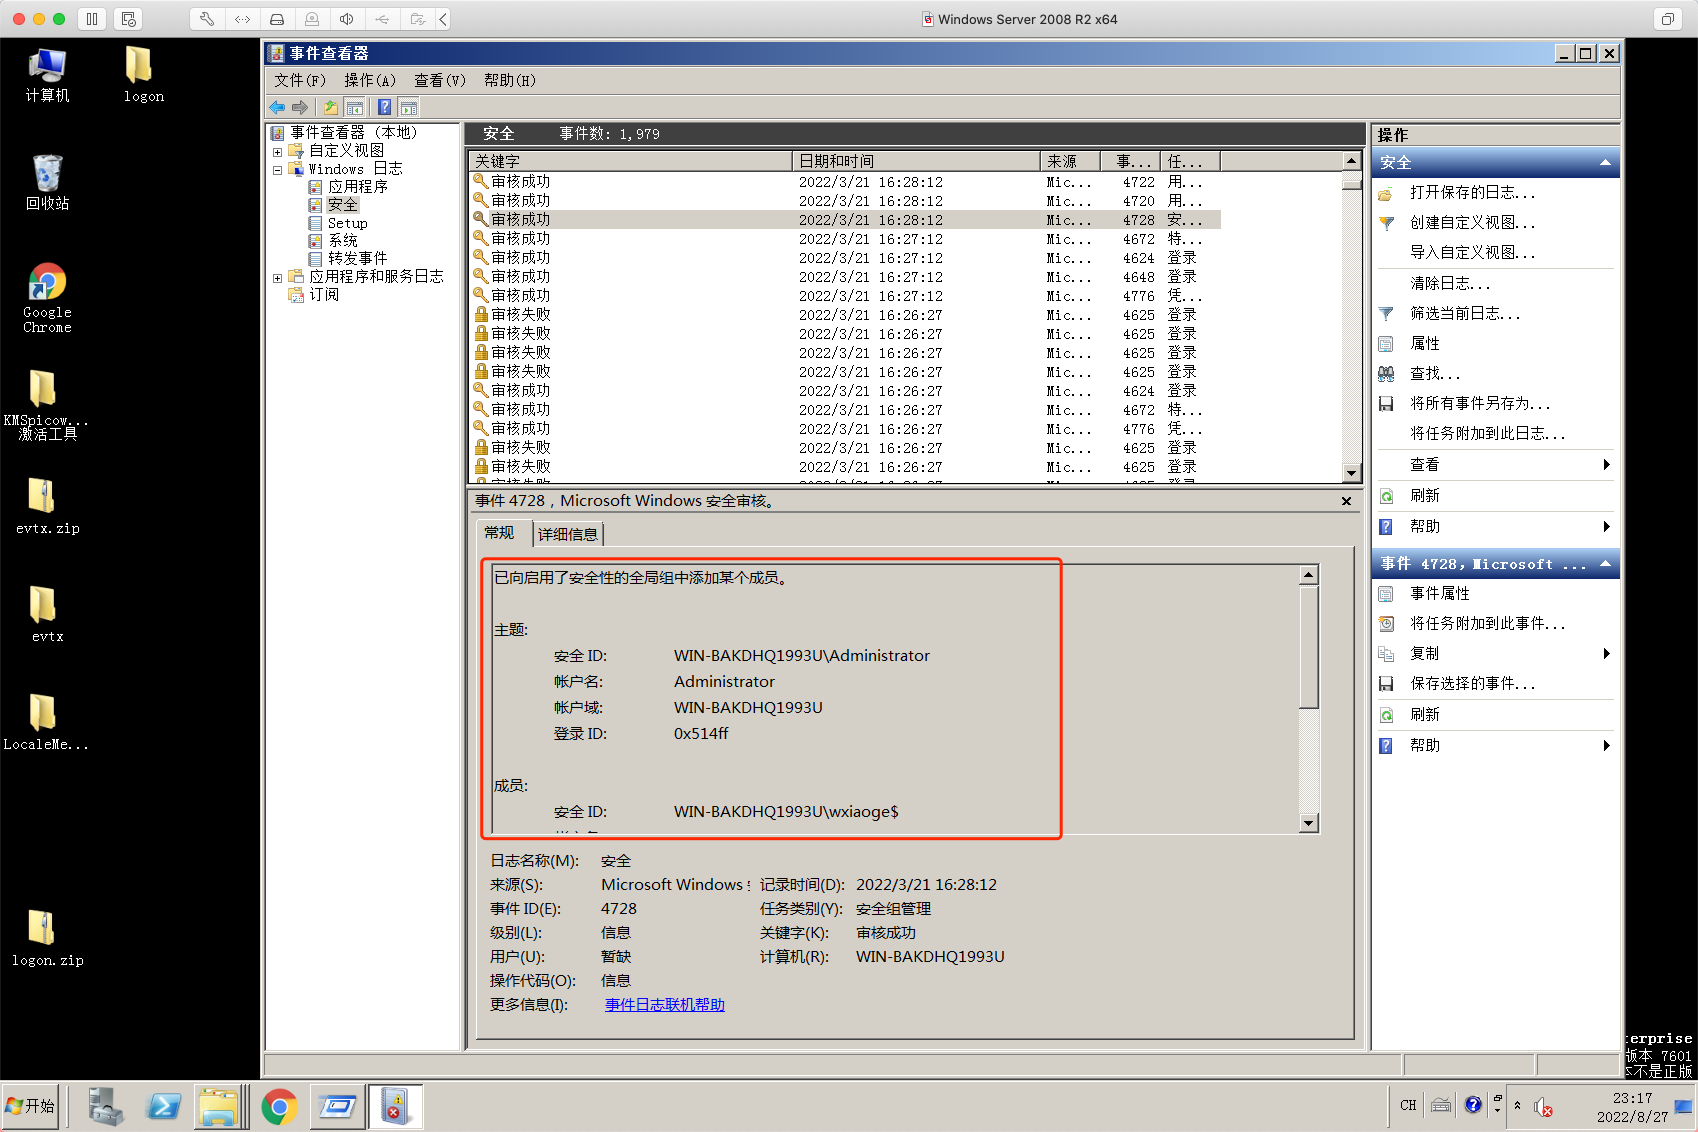 Windows Server 2008 R2 x64
计算机
logon
回收站
Google
Chrome
KMSpicow...
激活工具
evtx.zip
evtx
LocaleMe...
logon.zip
事件查看器
文件(F) 操作(A) 查看(V) 帮助(H)
事件查看器 (本地)
自定义视图
Windows 日志
应用程序
安全
Setup
系统
转发事件
应用程序和服务日志
订阅
安全 事件数: 1,979
关键字 日期和时间 来源 事... 任...
审核成功 2022/3/21 16:28:12 Mic... 4722 用...
审核成功 2022/3/21 16:28:12 Mic... 4720 用...
审核成功 2022/3/21 16:28:12 Mic... 4728 安...
审核成功 2022/3/21 16:27:12 Mic... 4672 特...
审核成功 2022/3/21 16:27:12 Mic... 4624 登录
审核成功 2022/3/21 16:27:12 Mic... 4648 登录
审核成功 2022/3/21 16:27:12 Mic... 4776 凭...
审核失败 2022/3/21 16:26:27 Mic... 4625 登录
审核失败 2022/3/21 16:26:27 Mic... 4625 登录
审核失败 2022/3/21 16:26:27 Mic... 4625 登录
审核失败 2022/3/21 16:26:27 Mic... 4625 登录
审核成功 2022/3/21 16:26:27 Mic... 4624 登录
审核成功 2022/3/21 16:26:27 Mic... 4672 特...
审核成功 2022/3/21 16:26:27 Mic... 4776 凭...
审核失败 2022/3/21 16:26:27 Mic... 4625 登录
审核失败 2022/3/21 16:26:27 Mic... 4625 登录
事件 4728，Microsoft Windows 安全审核。
常规 详细信息
已向启用了安全性的全局组中添加某个成员。
主题:
安全 ID: WIN-BAKDHQ1993U\Administrator
帐户名: Administrator
帐户域: WIN-BAKDHQ1993U
登录 ID: 0x514ff
成员:
安全 ID: WIN-BAKDHQ1993U\wxiaoge$
日志名称(M): 安全
来源(S): Microsoft Windows 记录时间(D): 2022/3/21 16:28:12
事件 ID(E): 4728 任务类别(Y): 安全组管理
级别(L): 信息 关键字(K): 审核成功
用户(U): 暂缺 计算机(R): WIN-BAKDHQ1993U
操作代码(O): 信息
更多信息(I): 事件日志联机帮助
操作
安全
打开保存的日志...
创建自定义视图...
导入自定义视图...
清除日志...
筛选当前日志...
属性
查找...
将所有事件另存为...
将任务附加到此日志...
查看
刷新
帮助
事件 4728，Microsoft ...
事件属性
将任务附加到此事件...
复制
保存选择的事件...
刷新
帮助
terprise
版本 7601
本不是正版
开始
CH
23:17
2022/8/27